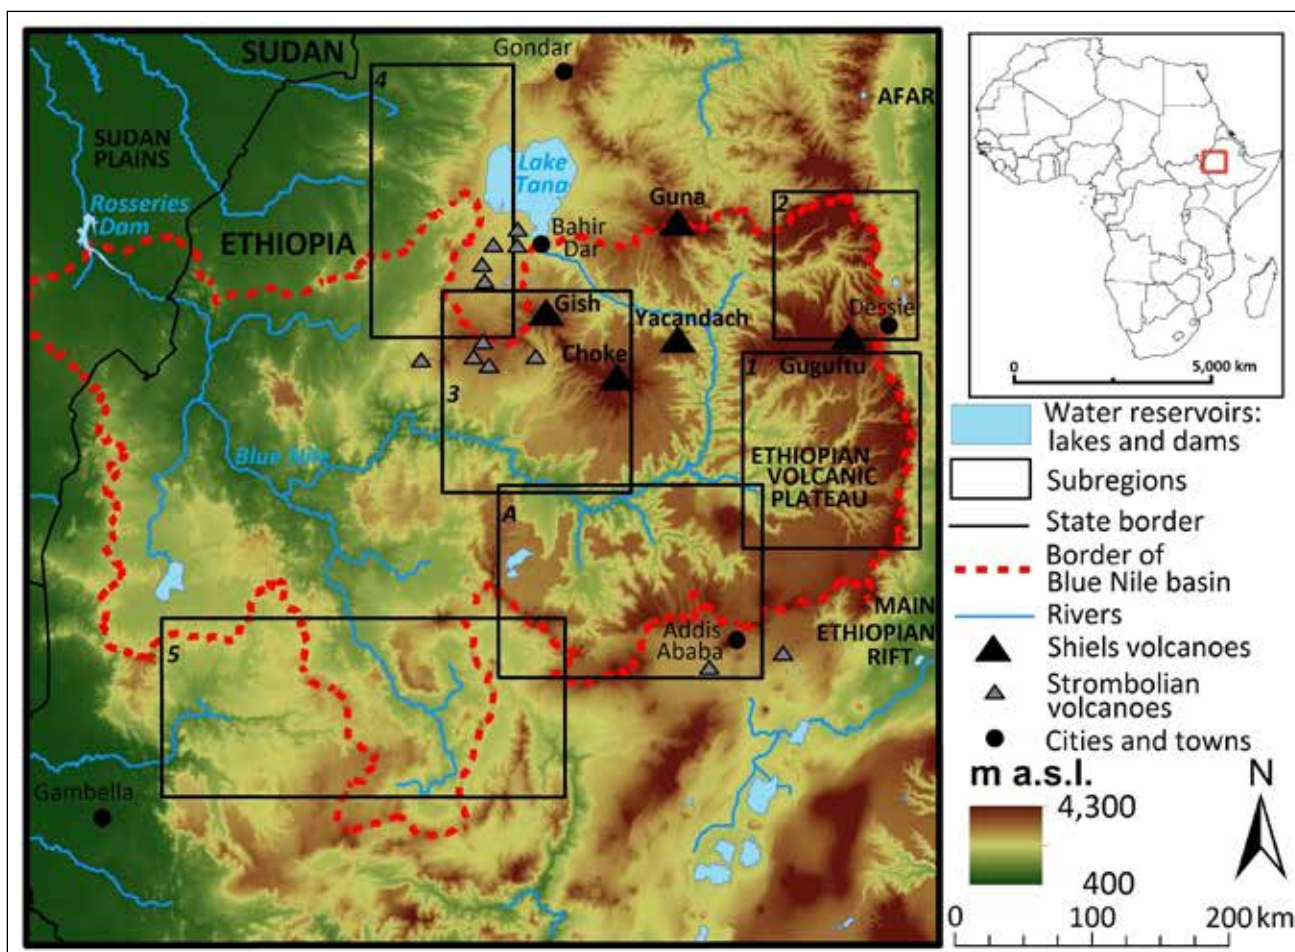 SUDAN
Gondar
4
AFAR
SUDAN
PLAINS
Lake
Tana
Rosseries
Dam
ETHIOPIA
Guna
2
Bahir
Dar
Gish
Yacandach
Dessie
Choke
Guguftu
1
3
Blue Nile
ETHIOPIAN
VOLCANIC
PLATEAU
A
MAIN
ETHIOPIAN
RIFT
Addis
Ababa
5
Gambella
0 5,000 km
Water reservoirs:
lakes and dams
Subregions
State border
Border of
Blue Nile basin
Rivers
Shiels volcanoes
Strombolian
volcanoes
Cities and towns
m a.s.l.
4,300
400
N
0 100 200 km